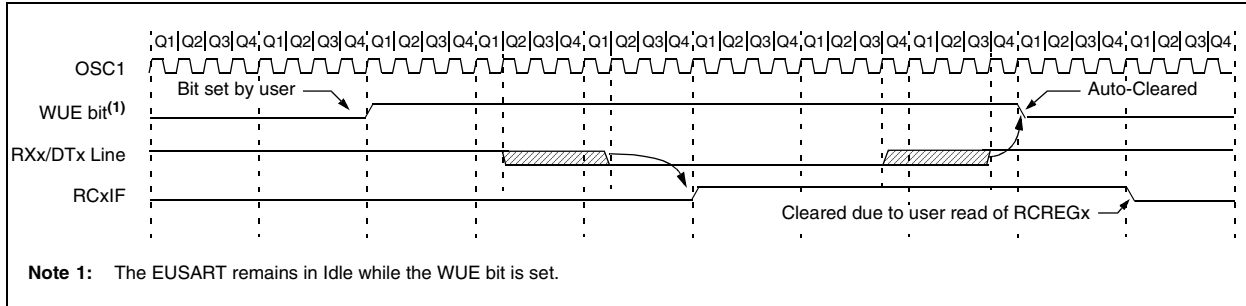 Q1 Q2 Q3 Q4 Q1 Q2 Q3 Q4 Q1 Q2 Q3 Q4 Q1 Q2 Q3 Q4 Q1 Q2 Q3 Q4 Q1 Q2 Q3 Q4 Q1 Q2 Q3 Q4 Q1 Q2 Q3 Q4 Q1 Q2 Q3 Q4 Q1 Q2 Q3 Q4
OSC1
Bit set by user
Auto-Cleared
WUE bit(1)
RXx/DTx Line
RCxIF
Cleared due to user read of RCREGx
Note 1: The EUSART remains in Idle while the WUE bit is set.